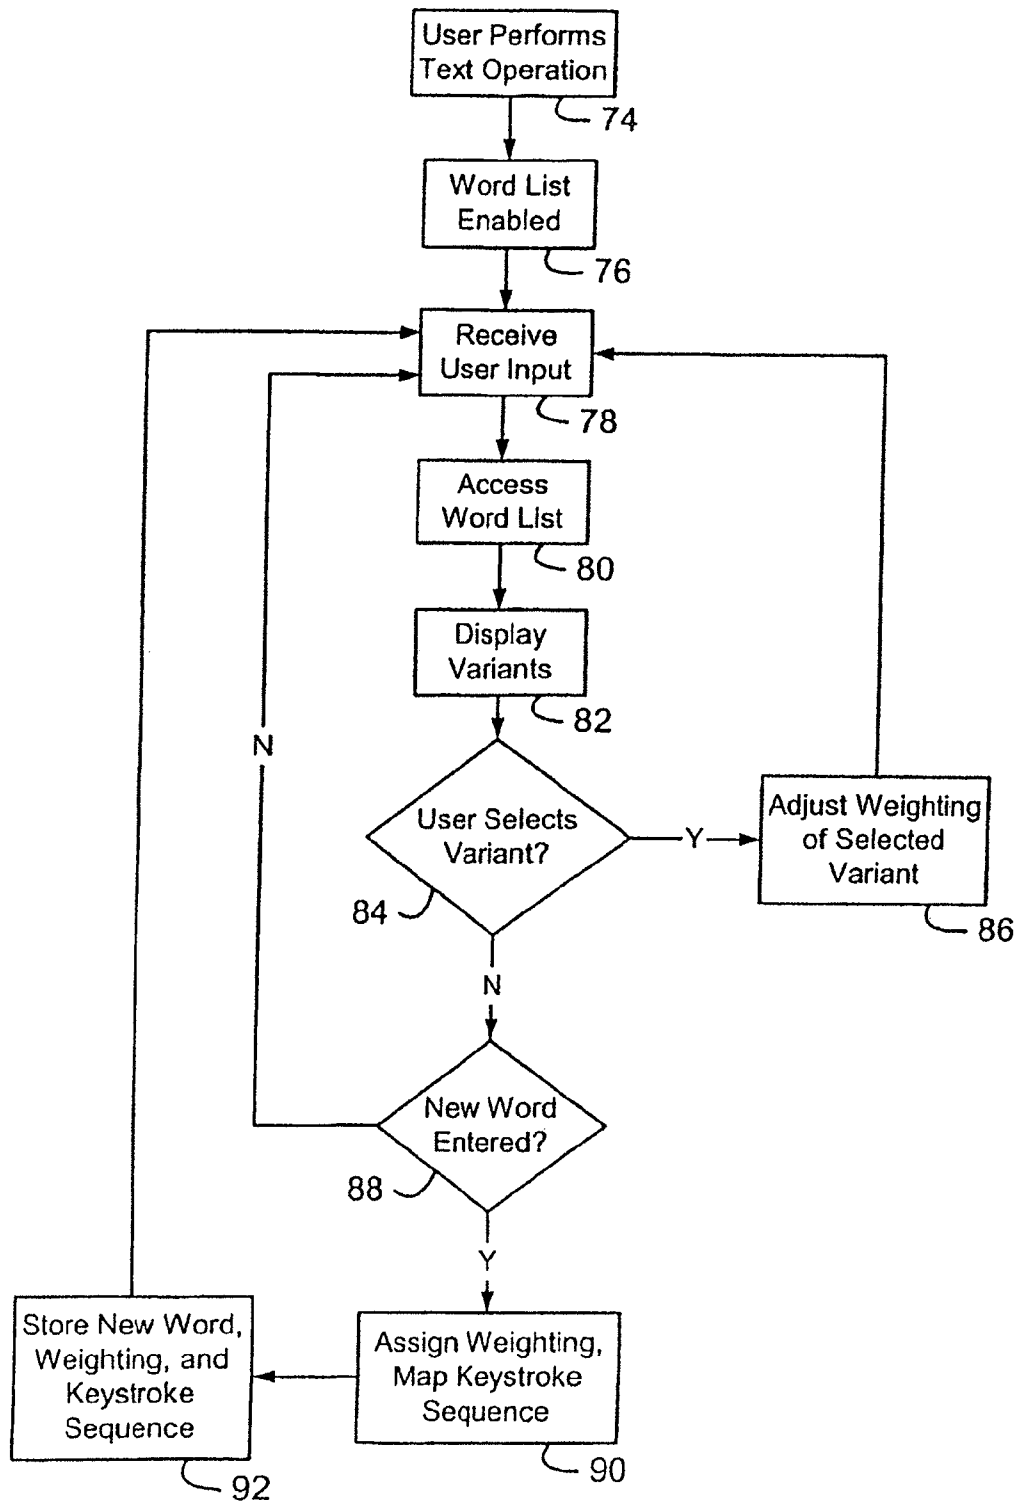 User Performs
Text Operation
74
Word List
Enabled
76
Receive
User Input
78
Access
Word List
80
Display
Variants
82
N
User Selects
Variant?
Y
84
Adjust Weighting
of Selected
Variant
86
N
New Word
Entered?
88
Y
Store New Word,
Weighting, and
Keystroke
Sequence
92
Assign Weighting,
Map Keystroke
Sequence
90